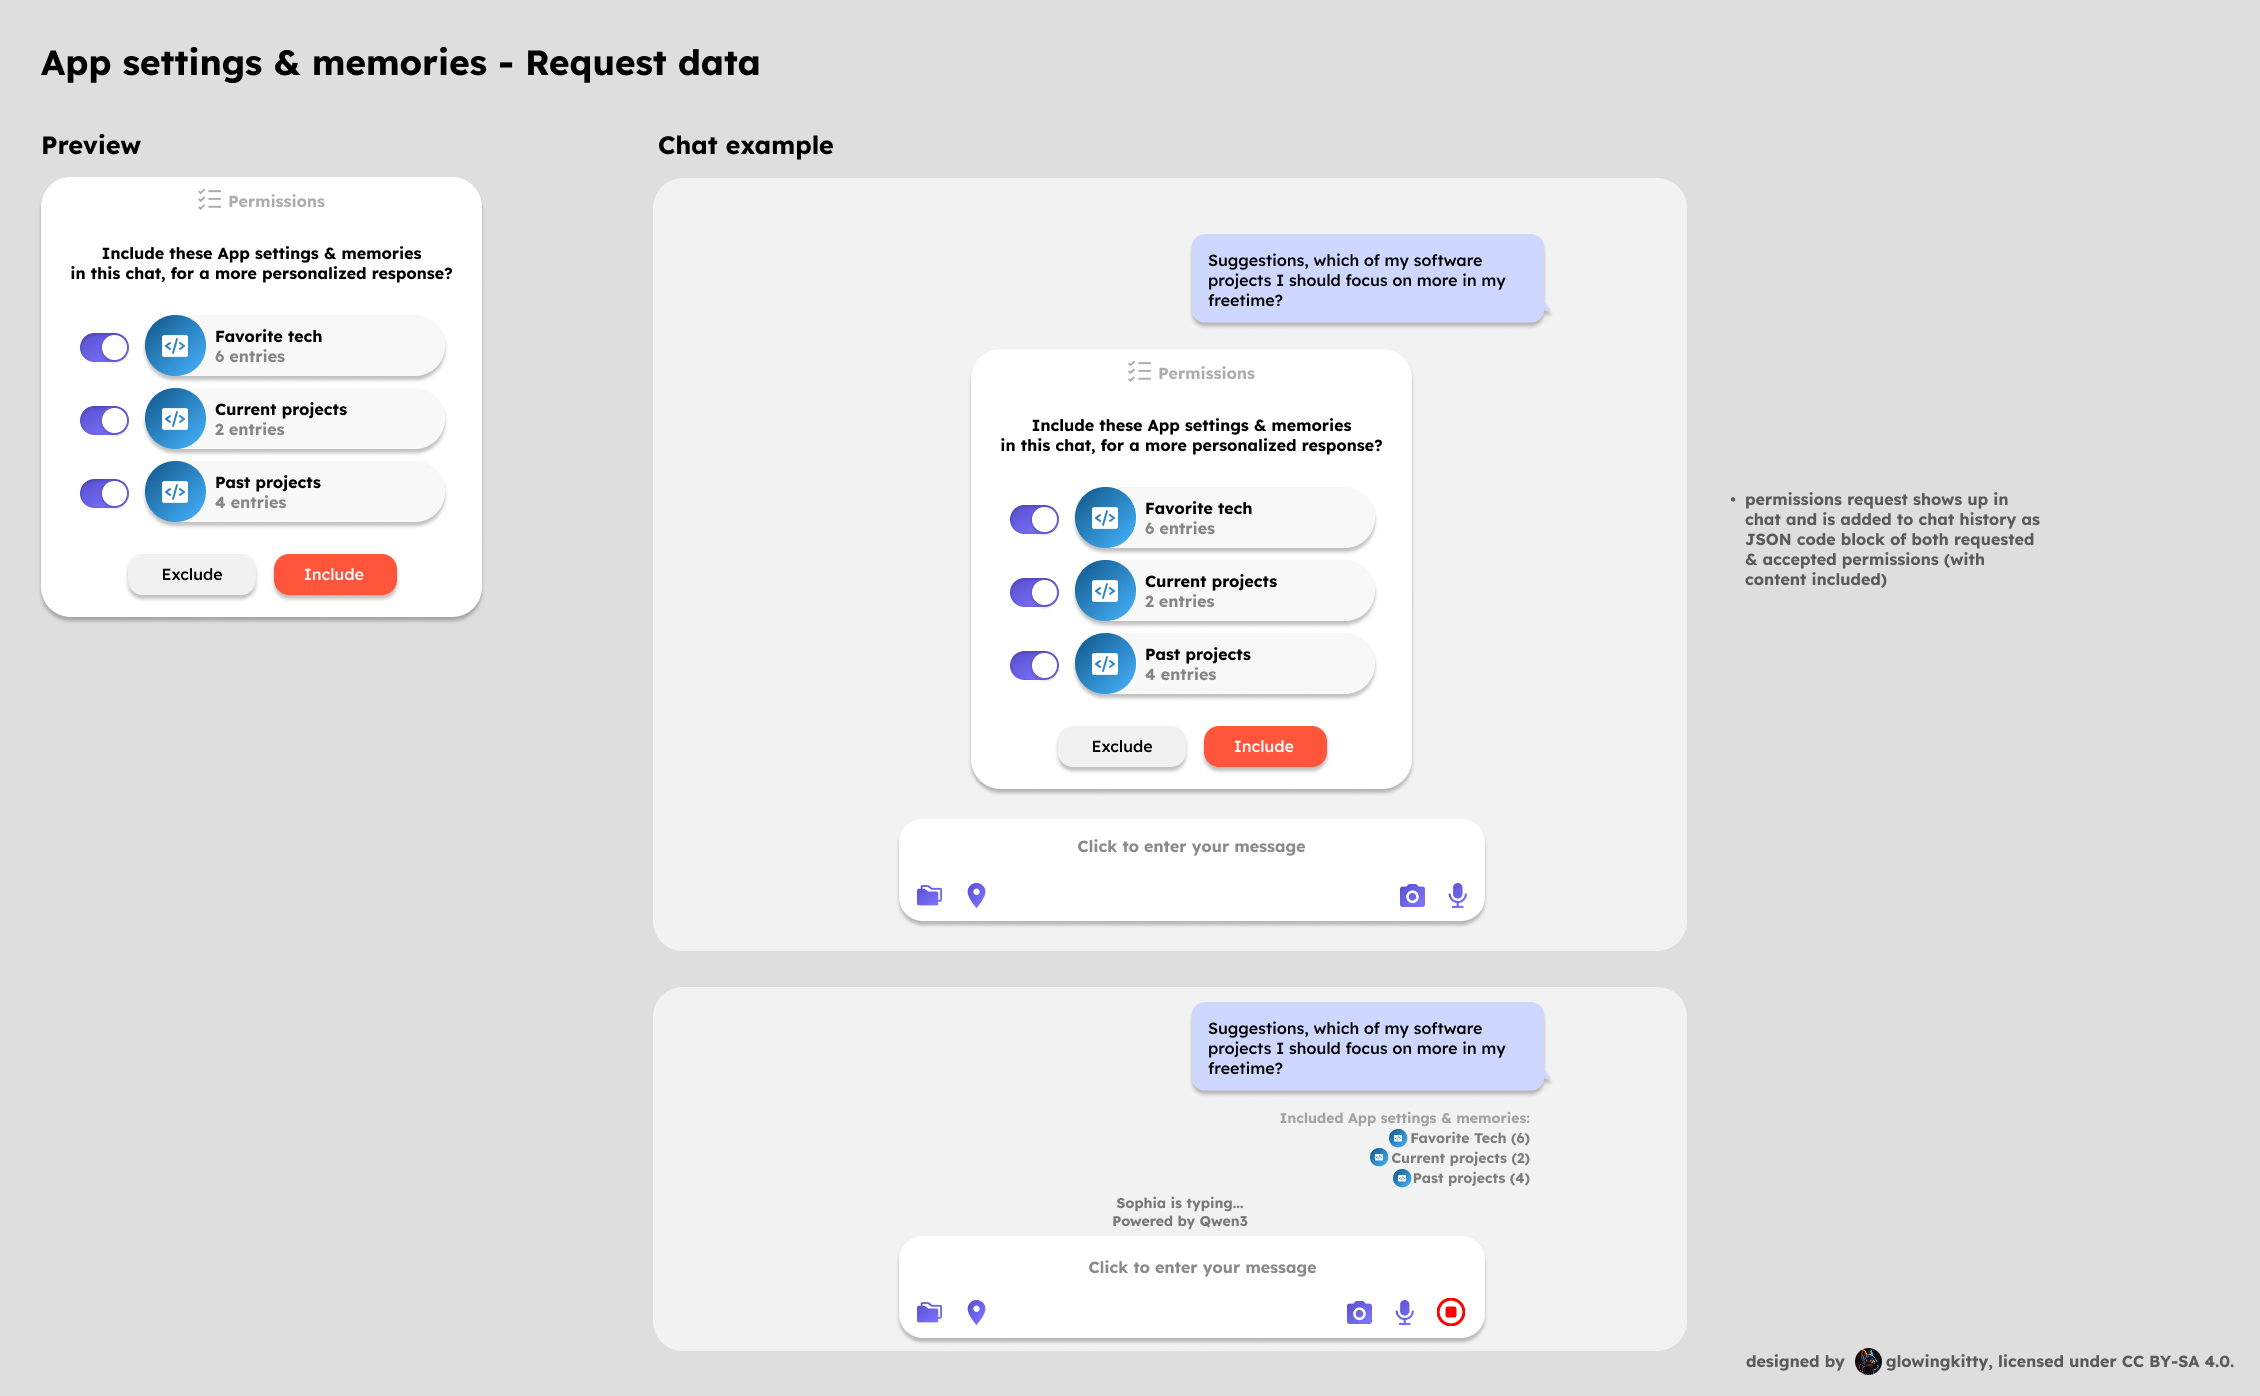 App settings & memories - Request data
Preview
Permissions
Include these App settings & memories
in this chat, for a more personalized response?
Favorite tech
6 entries
Current projects
2 entries
Past projects
4 entries
Exclude
Include
Chat example
Suggestions, which of my software
projects I should focus on more in my
freetime?
Permissions
Include these App settings & memories
in this chat, for a more personalized response?
Favorite tech
6 entries
Current projects
2 entries
Past projects
4 entries
Exclude
Include
Click to enter your message
• permissions request shows up in
chat and is added to chat history as
JSON code block of both requested
& accepted permissions (with
content included)
Suggestions, which of my software
projects I should focus on more in my
freetime?
Included App settings & memories:
Favorite Tech (6)
Current projects (2)
Past projects (4)
Sophia is typing...
Powered by Qwen3
Click to enter your message
designed by glowingkitty, licensed under CC BY-SA 4.0.